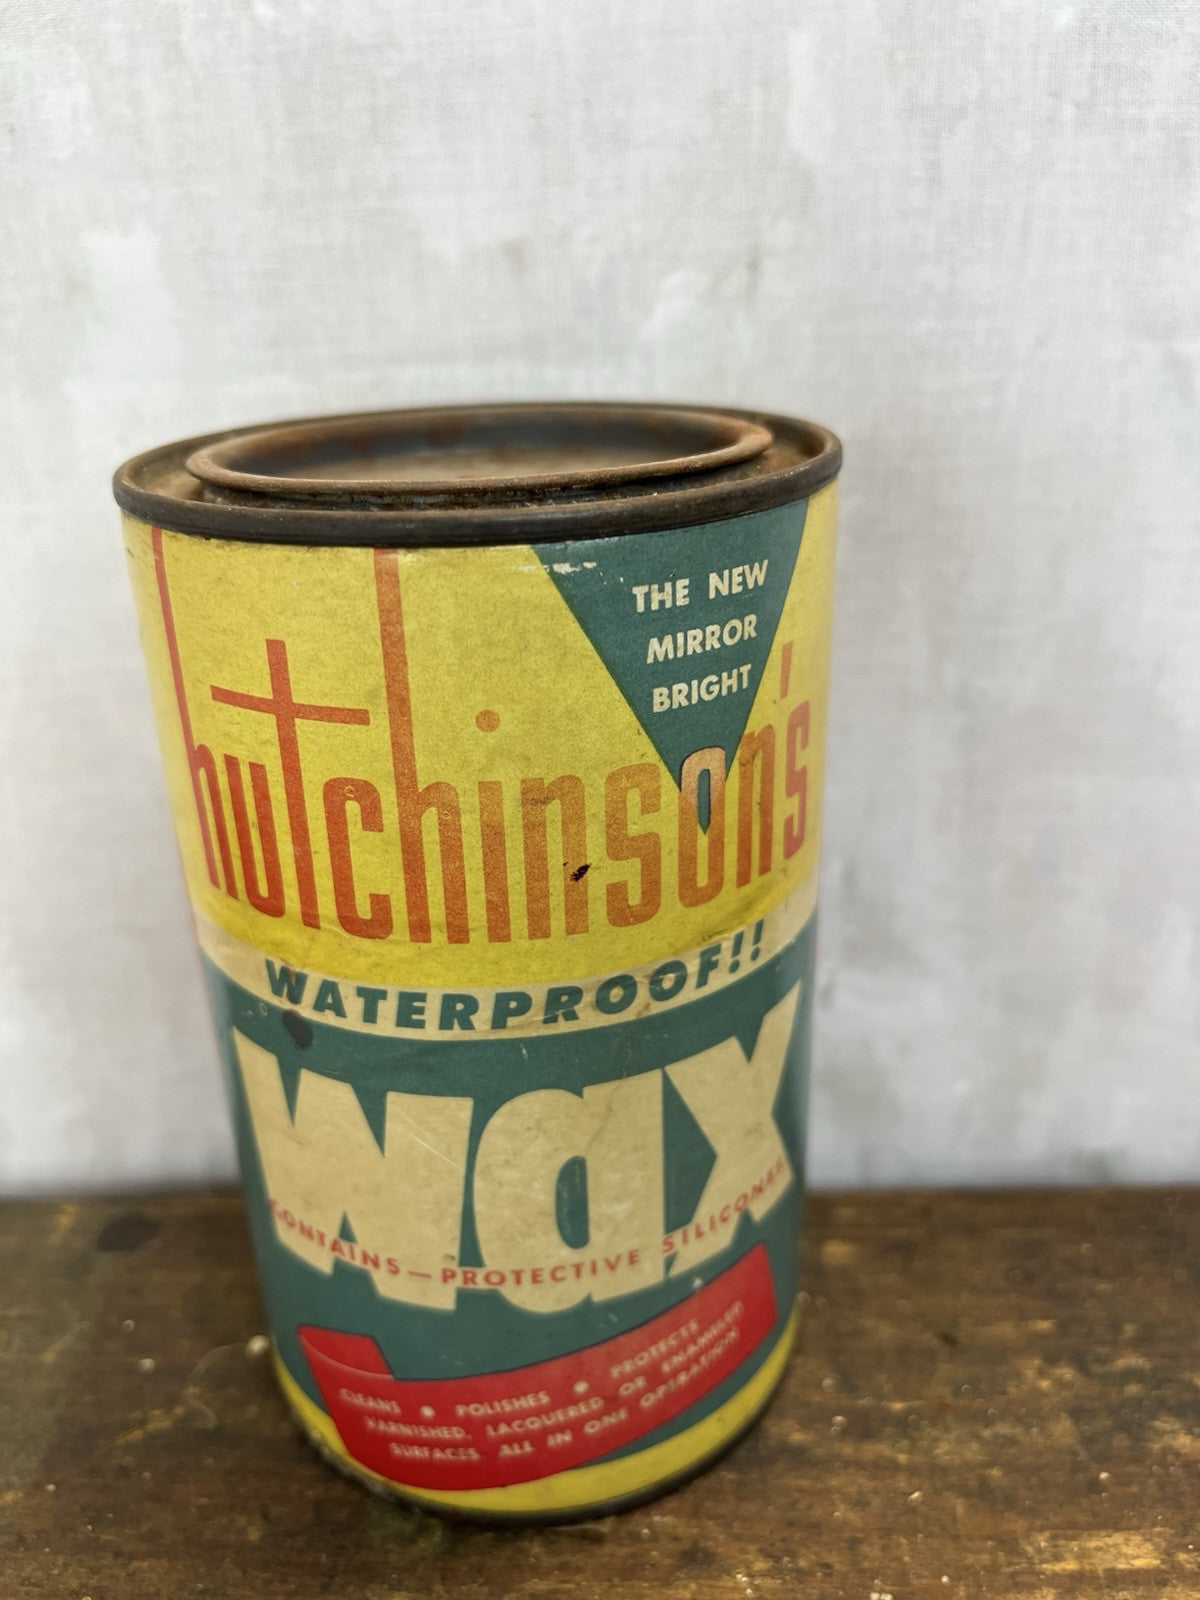 THE NEW
MIRROR
BRIGHT
hutchinson's
WATERPROOF!!
wax
CONTAINS—PROTECTIVE SILICONES
CLEANS • POLISHES • PROTECTS
VARNISHED, LACQUERED OR ENAMELED
SURFACES ALL IN ONE OPERATION